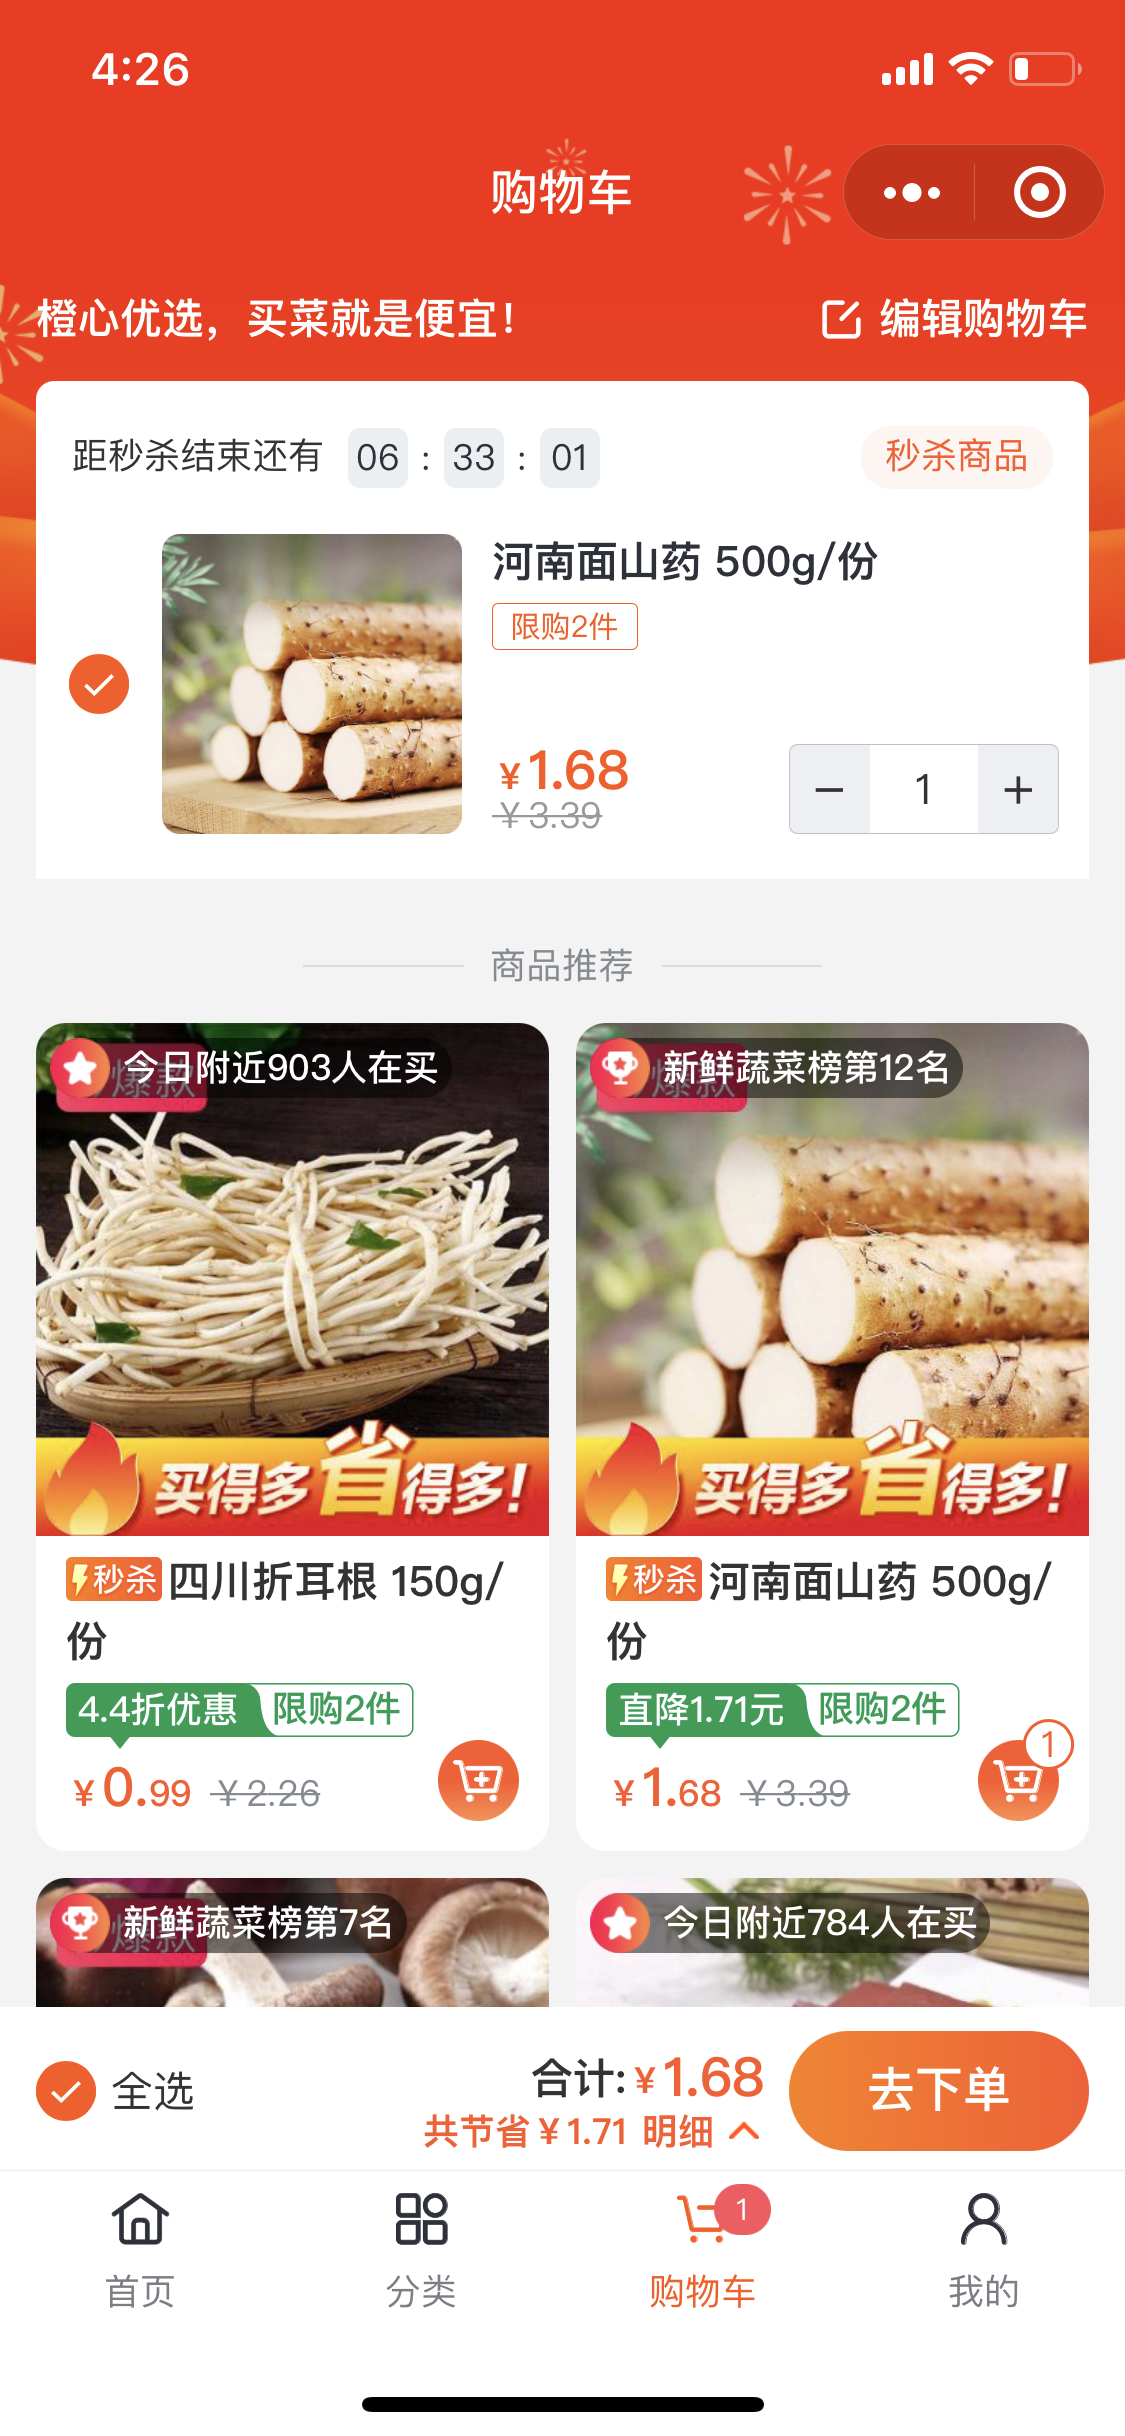 4:26
购物车
橙心优选，买菜就是便宜！
编辑购物车
距秒杀结束还有 06 : 33 : 01
秒杀商品
河南面山药 500g/份
限购2件
¥1.68
¥3.39
1
商品推荐
爆款
今日附近903人在买
买得多省得多！
秒杀 四川折耳根 150g/
份
4.4折优惠 限购2件
¥0.99 ¥2.26
爆款
新鲜蔬菜榜第12名
买得多省得多！
秒杀 河南面山药 500g/
份
直降1.71元 限购2件
1
¥1.68 ¥3.39
爆款
新鲜蔬菜榜第7名
今日附近784人在买
全选
合计:¥1.68
共节省¥1.71 明细
去下单
首页
分类
1
购物车
我的